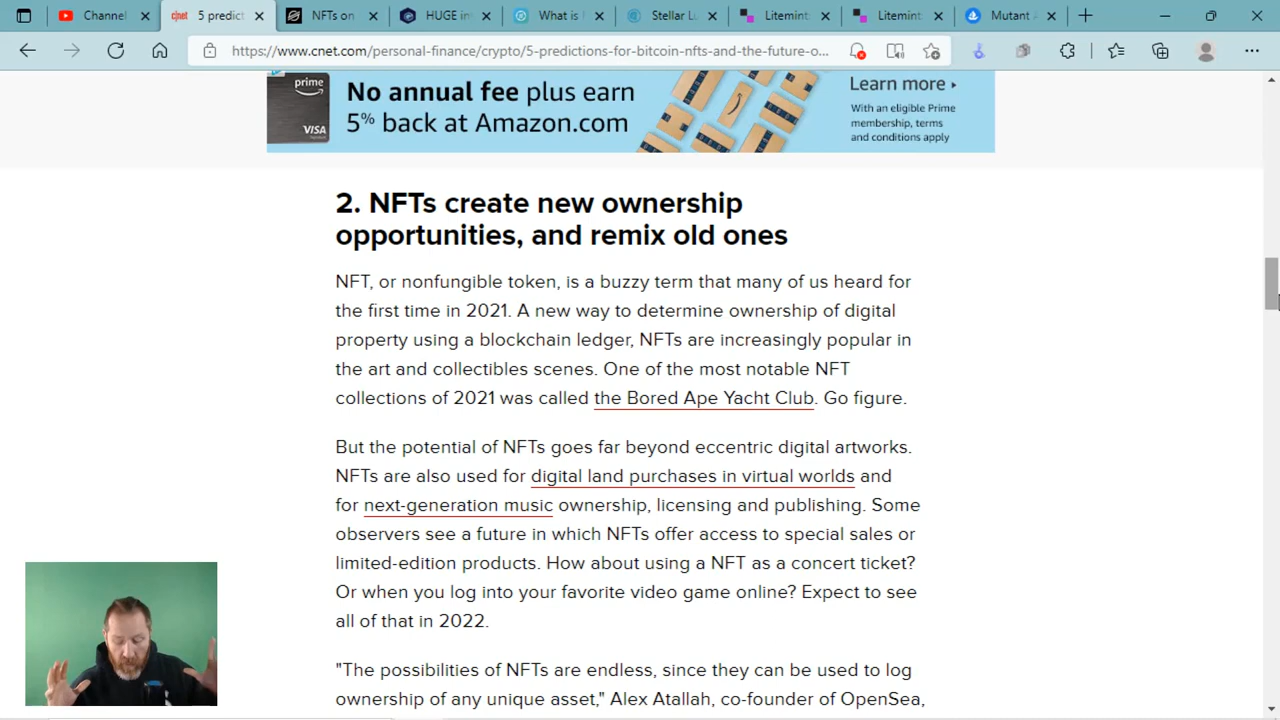 Channel
cnet
5 predict
NFTs on
HUGE in
What is
Stellar Lu
Litemint
Litemint
Mutant A
https://www.cnet.com/personal-finance/crypto/5-predictions-for-bitcoin-nfts-and-the-future-o...
prime
VISA
No annual fee plus earn
5% back at Amazon.com
Learn more
With an eligible Prime
membership, terms
and conditions apply
2. NFTs create new ownership
opportunities, and remix old ones
NFT, or nonfungible token, is a buzzy term that many of us heard for
the first time in 2021. A new way to determine ownership of digital
property using a blockchain ledger, NFTs are increasingly popular in
the art and collectibles scenes. One of the most notable NFT
collections of 2021 was called the Bored Ape Yacht Club. Go figure.
But the potential of NFTs goes far beyond eccentric digital artworks.
NFTs are also used for digital land purchases in virtual worlds and
for next-generation music ownership, licensing and publishing. Some
observers see a future in which NFTs offer access to special sales or
limited-edition products. How about using a NFT as a concert ticket?
Or when you log into your favorite video game online? Expect to see
all of that in 2022.
"The possibilities of NFTs are endless, since they can be used to log
ownership of any unique asset," Alex Atallah, co-founder of OpenSea,